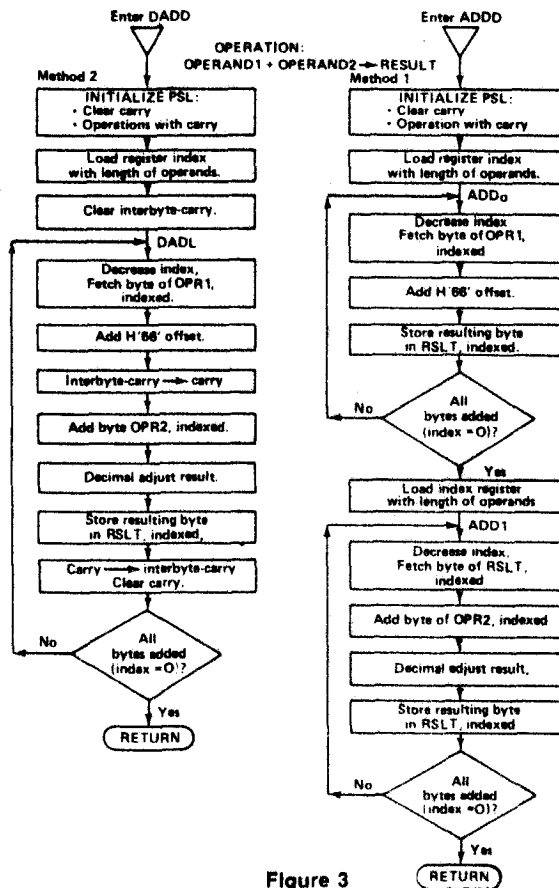 Enter DADD
Enter ADDD
OPERATION:
OPERAND1 + OPERAND2 → RESULT
Method 2
INITIALIZE PSL:
· Clear carry
· Operations with carry
Load register index
with length of operands.
Clear interbyte-carry.
DADL
Decrease index,
Fetch byte of OPR1,
indexed.
Add H'66' offset.
Interbyte-carry → carry
Add byte OPR2, indexed.
Decimal adjust result.
Store resulting byte
in RSLT, indexed,
Carry → interbyte-carry
Clear carry.
No
All
bytes added
(index = O)?
Yes
RETURN
Method 1
INITIALIZE PSL:
· Clear carry
· Operation with carry
Load register index
with length of operands.
ADDo
Decrease index
Fetch byte of OPR1,
indexed
Add H'66' offset.
Store resulting byte
in RSLT, indexed.
No
All
bytes added
(index = O)?
Yes
Load index register
with length of operands
ADD1
Decrease index.
Fetch byte of RSLT,
indexed
Add byte of OPR2, indexed
Decimal adjust result,
Store resulting byte
in RSLT, indexed
No
All
bytes added
(index = O)?
Yes
RETURN
Figure 3